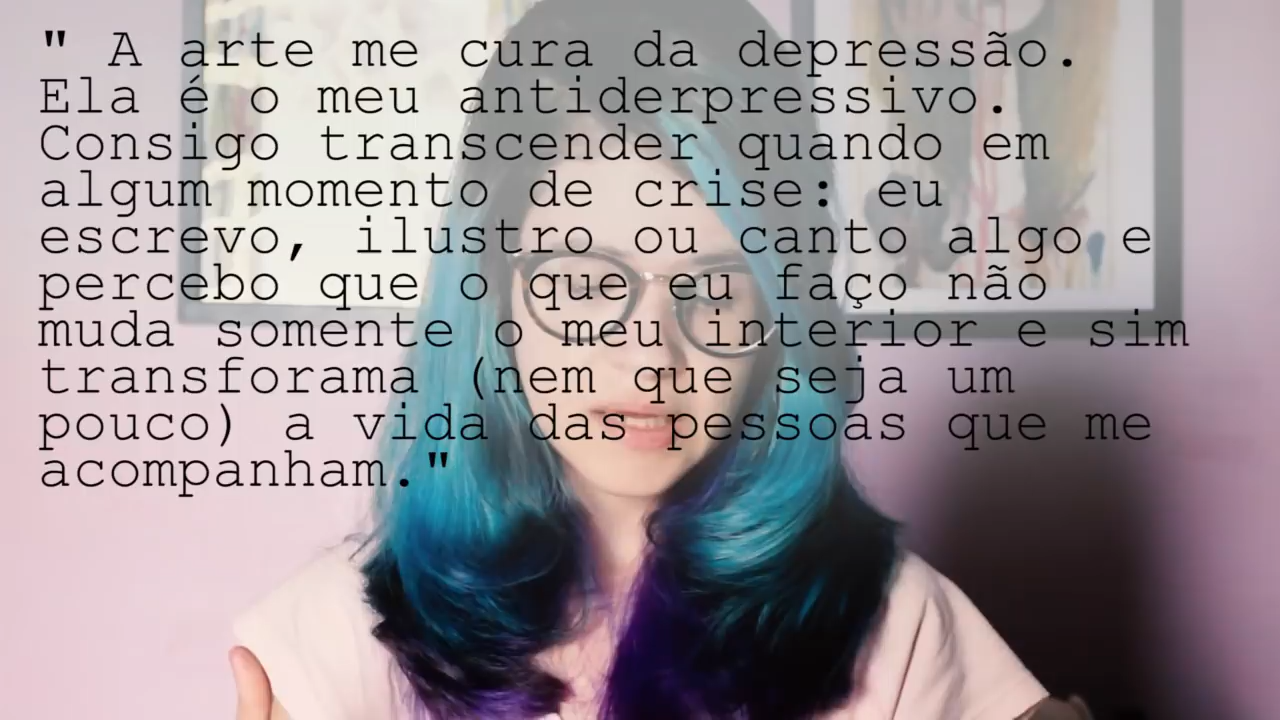 " A arte me cura da depressão.
Ela é o meu antiderpressivo.
Consigo transcender quando em
algum momento de crise: eu
escrevo, ilustro ou canto algo e
percebo que o que eu faço não
muda somente o meu interior e sim
transforama (nem que seja um
pouco) a vida das pessoas que me
acompanham."